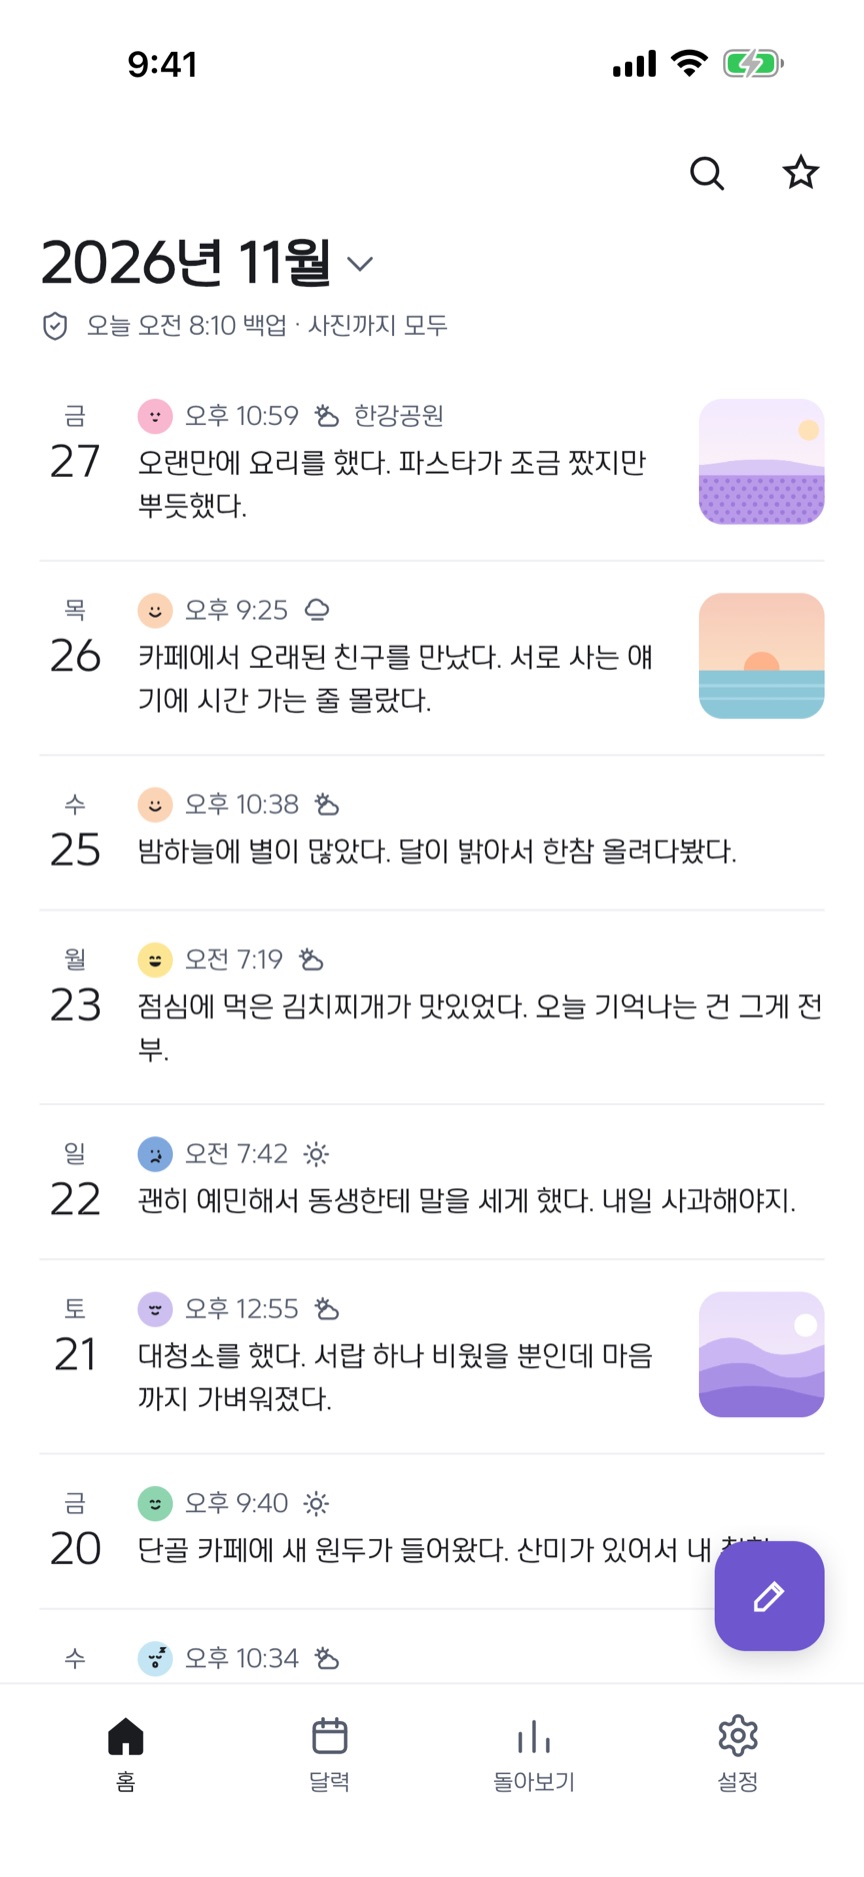 9:41
2026년 11월
오늘 오전 8:10 백업 · 사진까지 모두
금
27
오후 10:59 한강공원
오랜만에 요리를 했다. 파스타가 조금 짰지만
뿌듯했다.
목
26
오후 9:25
카페에서 오래된 친구를 만났다. 서로 사는 얘
기에 시간 가는 줄 몰랐다.
수
25
오후 10:38
밤하늘에 별이 많았다. 달이 밝아서 한참 올려다봤다.
월
23
오전 7:19
점심에 먹은 김치찌개가 맛있었다. 오늘 기억나는 건 그게 전
부.
일
22
오전 7:42
괜히 예민해서 동생한테 말을 세게 했다. 내일 사과해야지.
토
21
오후 12:55
대청소를 했다. 서랍 하나 비웠을 뿐인데 마음
까지 가벼워졌다.
금
20
오후 9:40
단골 카페에 새 원두가 들어왔다. 산미가 있어서 내
수
오후 10:34
홈
달력
돌아보기
설정